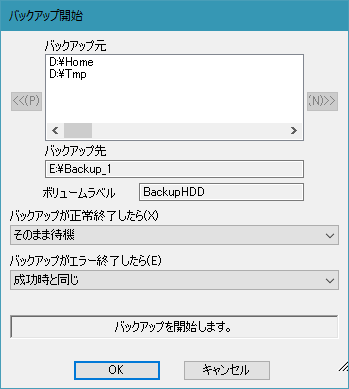 バックアップ開始
バックアップ元
D:¥Home
D:¥Tmp
<<(P)
(N)>>
バックアップ先
E:¥Backup_1
ボリュームラベル BackupHDD
バックアップが正常終了したら(X)
そのまま待機
バックアップがエラー終了したら(E)
成功時と同じ
バックアップを開始します。
OK キャンセル